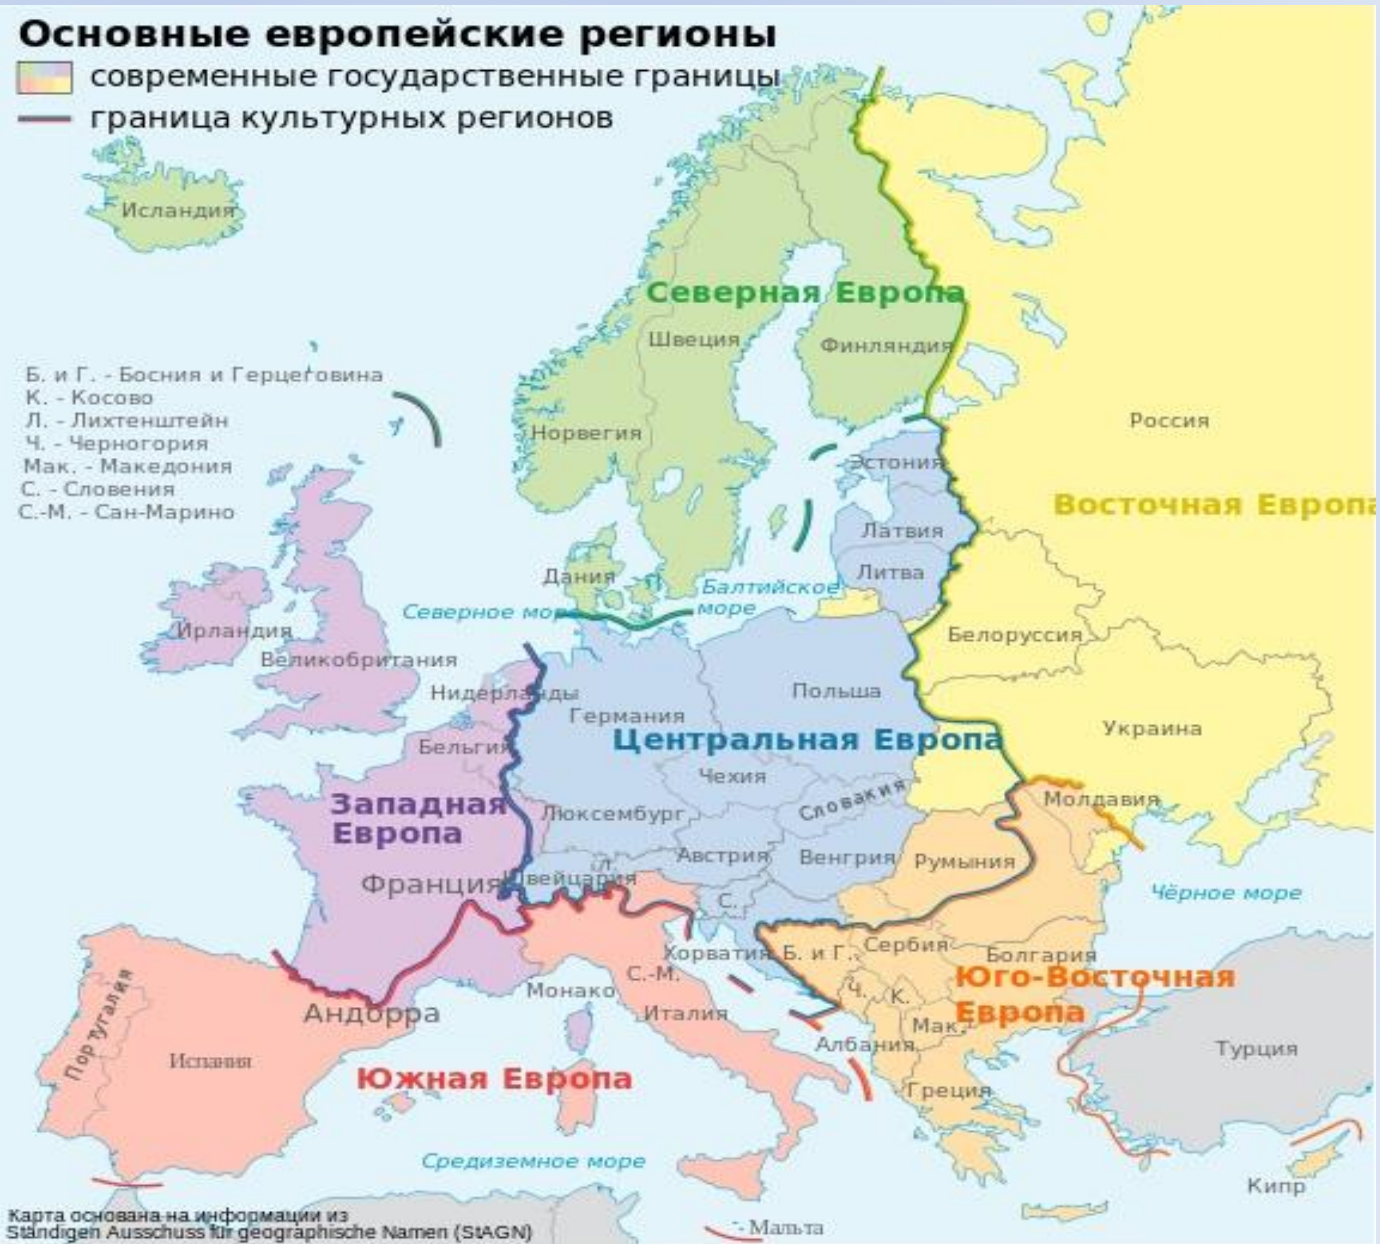 Основные европейские регионы
современные государственные границы
граница культурных регионов
Исландия
Северная Европа
Швеция
Финляндия
Б. и Г. - Босния и Герцеговина
К. - Косово
Л. - Лихтенштейн
Ч. - Черногория
Мак. - Македония
С. - Словения
С.-М. - Сан-Марино
Норвегия
Россия
Эстония
Восточная Европа
Латвия
Литва
Дания
Балтийское
море
Северное море
Ирландия
Белоруссия
Великобритания
Нидерланды
Польша
Германия
Украина
Центральная Европа
Бельгия
Чехия
Словакия
Молдавия
Западная
Европа
Люксембург
Австрия
Венгрия
Румыния
Л.
Швейцария
Франция
Чёрное море
С.
Хорватия
Б. и Г.
Сербия
Болгария
Юго-Восточная
Европа
С.-М.
Монако
Ч.
К.
Андорра
Италия
Мак.
Португалия
Испания
Албания
Турция
Южная Европа
Греция
Средиземное море
Кипр
- Мальта
Карта основана на информации из
Ständigen Ausschuss für geographische Namen (StAGN)